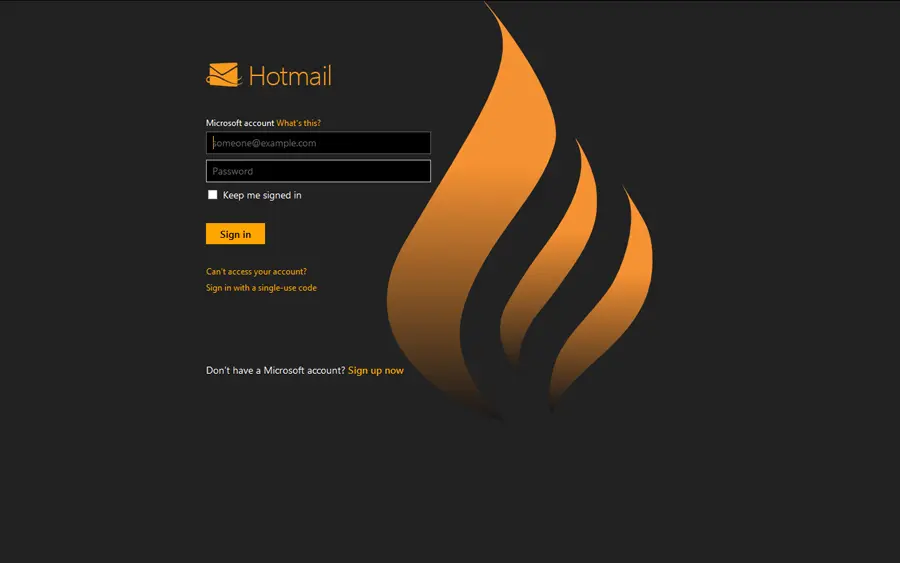 Hotmail
Microsoft account What's this?
someone@example.com
Password
Keep me signed in
Sign in
Can't access your account?
Sign in with a single-use code
Don't have a Microsoft account? Sign up now